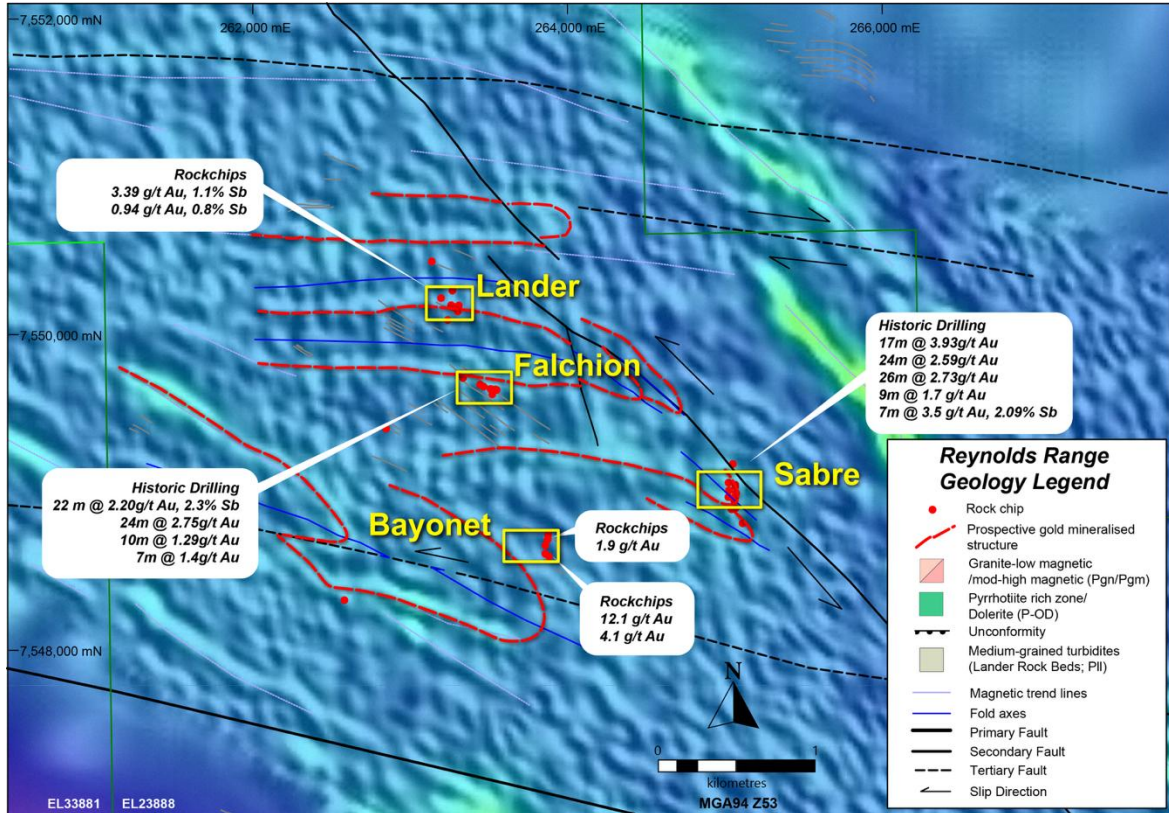 7,552,000 mN
262,000 mE
264,000 mE
266,000 mE
Rockchips
3.39 g/t Au, 1.1% Sb
0.94 g/t Au, 0.8% Sb
Lander
7,550,000 mN
Falchion
Historic Drilling
17m @ 3.93g/t Au
24m @ 2.59g/t Au
26m @ 2.73g/t Au
9m @ 1.7 g/t Au
7m @ 3.5 g/t Au, 2.09% Sb
Sabre
Historic Drilling
22 m @ 2.20g/t Au, 2.3% Sb
24m @ 2.75g/t Au
10m @ 1.29g/t Au
7m @ 1.4g/t Au
Bayonet
Rockchips
1.9 g/t Au
Rockchips
12.1 g/t Au
4.1 g/t Au
7,548,000 mN
Reynolds Range
Geology Legend
Rock chip
Prospective gold mineralised
structure
Granite-low magnetic
/mod-high magnetic (Pgn/Pgm)
Pyrrhotiite rich zone/
Dolerite (P-OD)
Unconformity
Medium-grained turbidites
(Lander Rock Beds; Pll)
Magnetic trend lines
Fold axes
Primary Fault
Secondary Fault
Tertiary Fault
Slip Direction
N
0
1
kilometres
MGA94 Z53
EL33881
EL23888